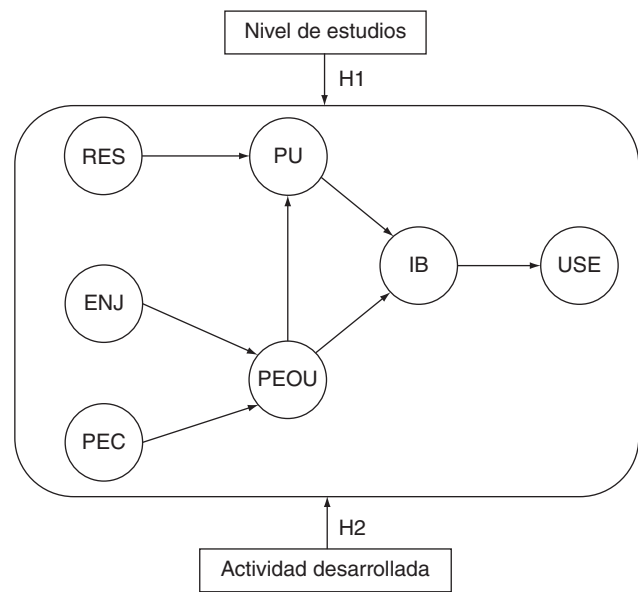 Nivel de estudios
H1
RES
PU
IB
USE
ENJ
PEOU
PEC
H2
Actividad desarrollada